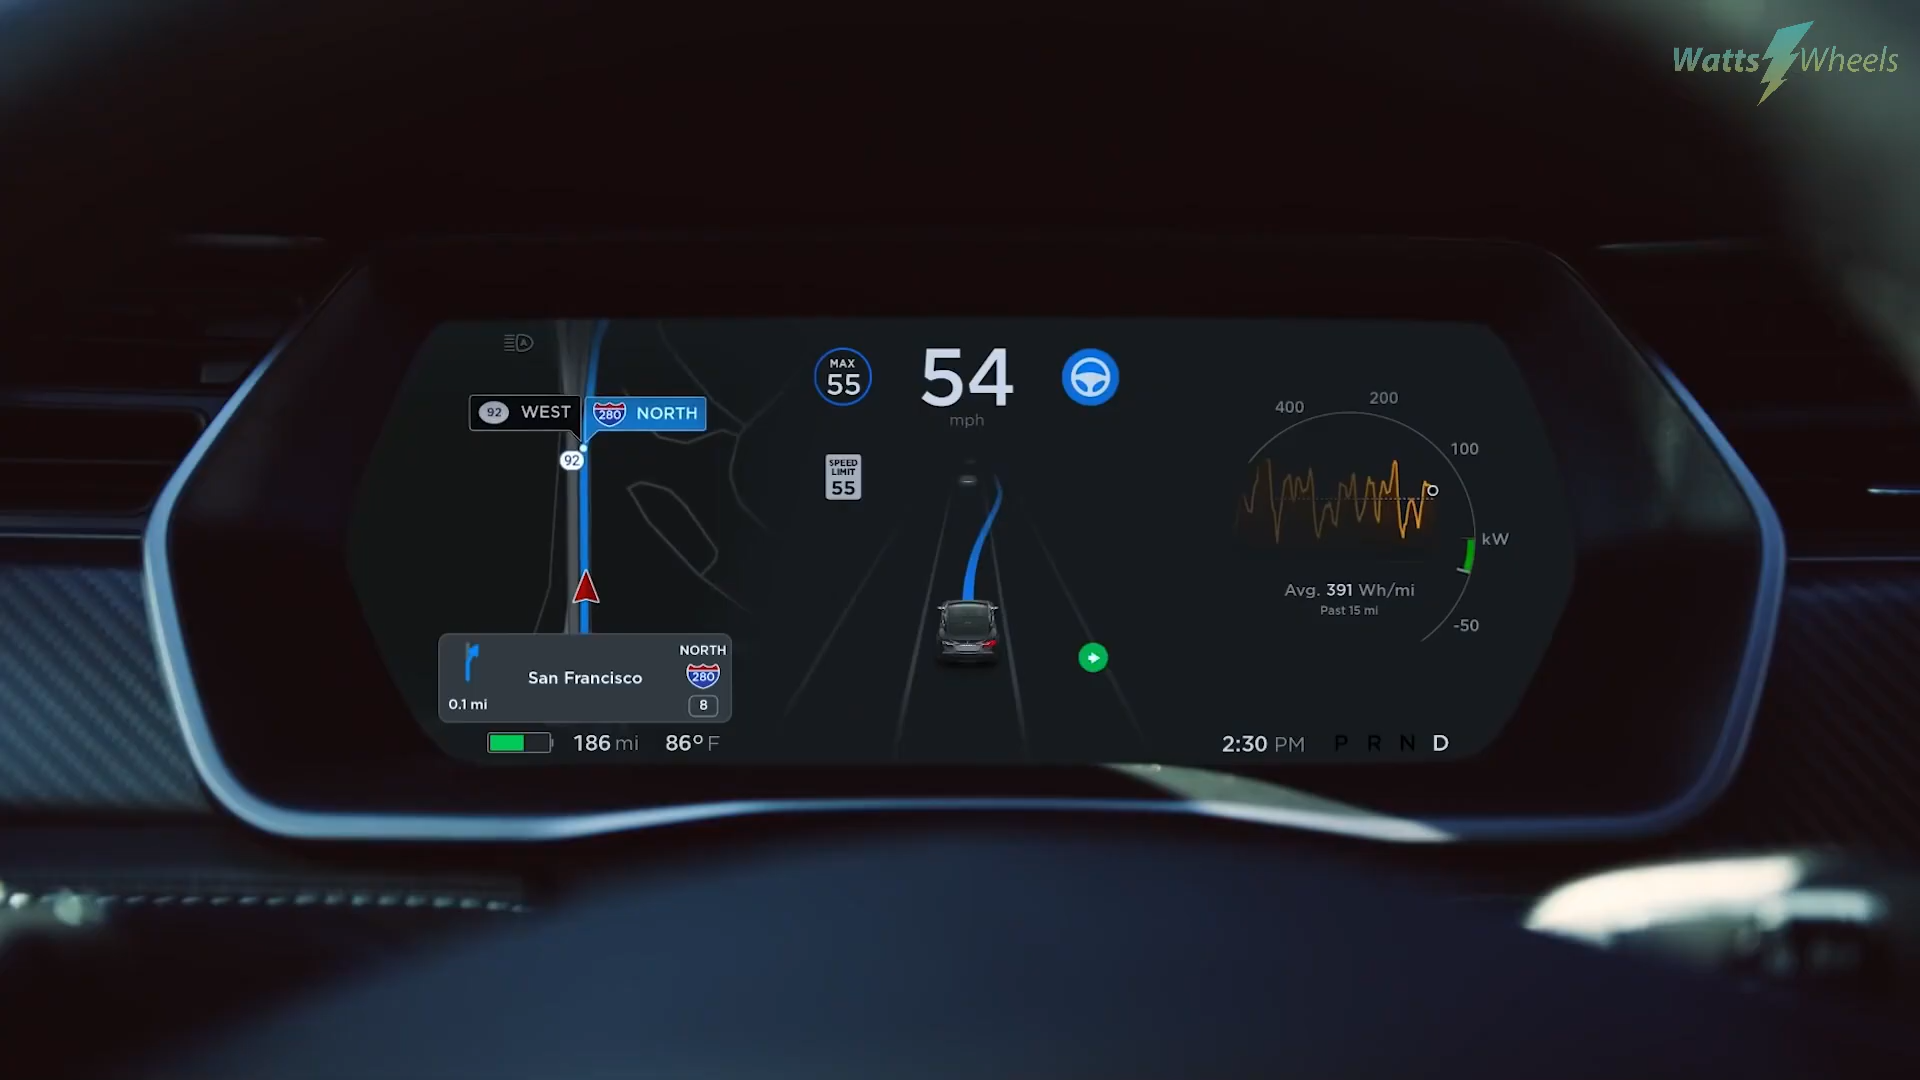 Watts Wheels
MAX
55
54
mph
SPEED
LIMIT
55
92 WEST
280 NORTH
92
San Francisco
NORTH
280
8
0.1 mi
186 mi
86° F
400
200
100
kW
-50
Avg. 391 Wh/mi
Past 15 mi
2:30 PM
P R N D